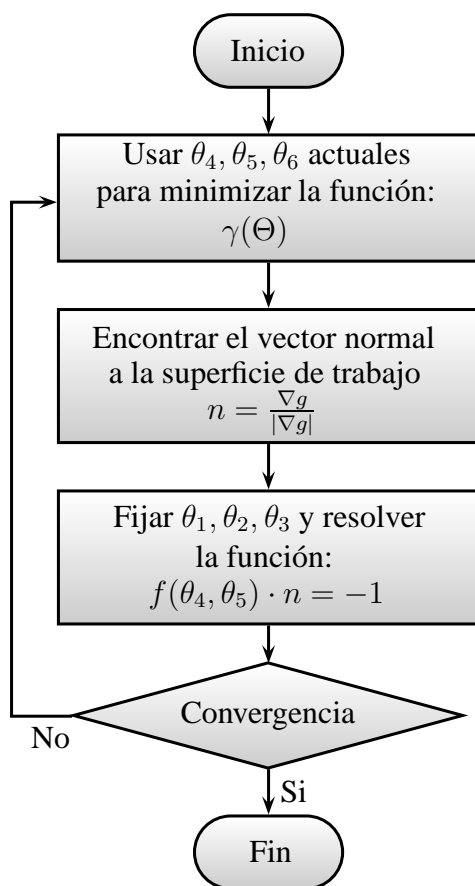 Inicio
Usar θ₄, θ₅, θ₆ actuales
para minimizar la función:
γ(Θ)
Encontrar el vector normal
a la superficie de trabajo
n = ∇g / |∇g|
Fijar θ₁, θ₂, θ₃ y resolver
la función:
f(θ₄, θ₅) · n = −1
Convergencia
No
Si
Fin